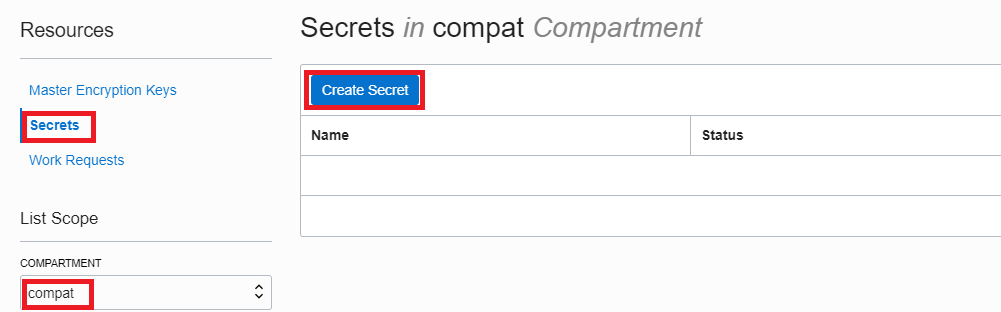 Resources
Master Encryption Keys
Secrets
Work Requests
List Scope
COMPARTMENT
compat
Secrets in compat Compartment
Create Secret
Name Status